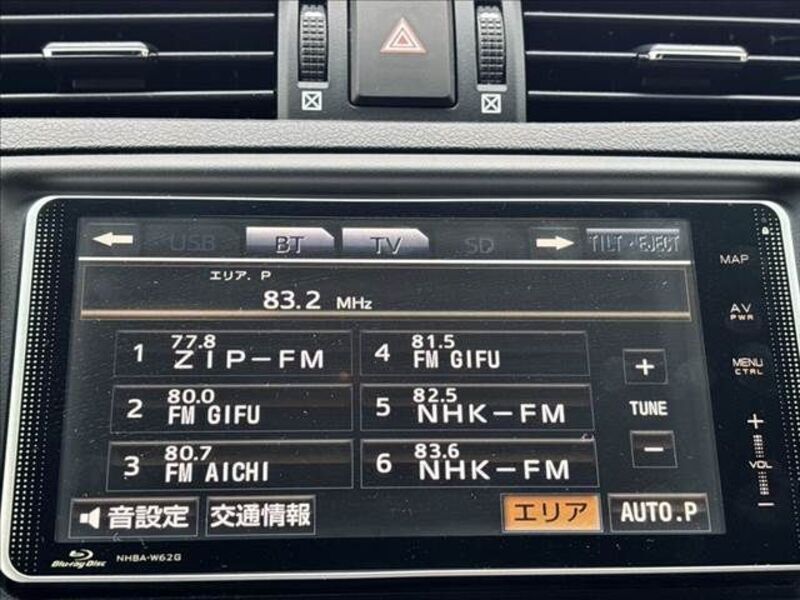 USB BT TV SD TILT・EJECT
エリア. P
83.2 MHz
1 77.8 ZIP-FM
4 81.5 FM GIFU
2 80.0 FM GIFU
5 82.5 NHK-FM
3 80.7 FM AICHI
6 83.6 NHK-FM
+
TUNE
-
音設定 交通情報 エリア AUTO.P
MAP
AV
PWR
MENU
CTRL
+
VOL
-
Blu-ray Disc NHBA-W62G